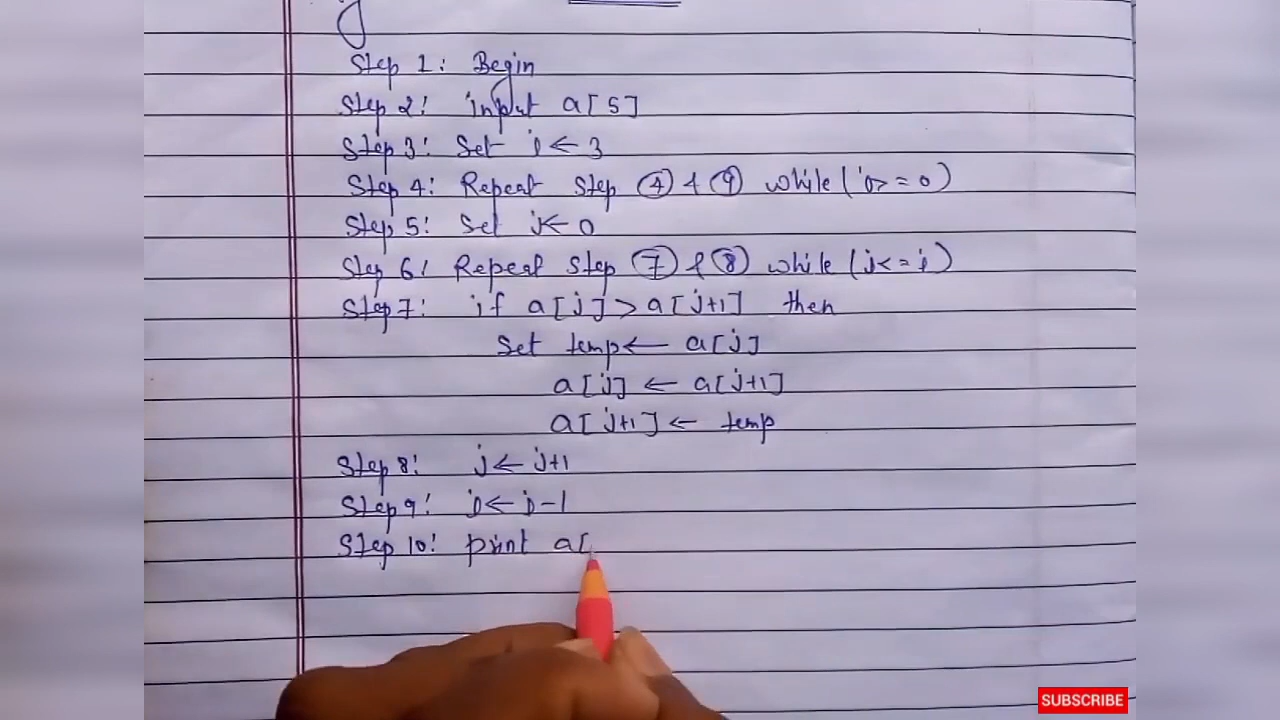 Step 1: Begin
Step 2: input a[5]
Step 3: Set i ← 3
Step 4: Repeat Step (4) & (9) while (i>=0)
Step 5: Set j ← 0
Step 6: Repeat Step (7) & (8) while (j<=i)
Step 7: if a[j] > a[j+1] then
Set temp ← a[j]
a[j] ← a[j+1]
a[j+1] ← temp
Step 8: j ← j+1
Step 9: i ← i-1
Step 10: print a[
SUBSCRIBE